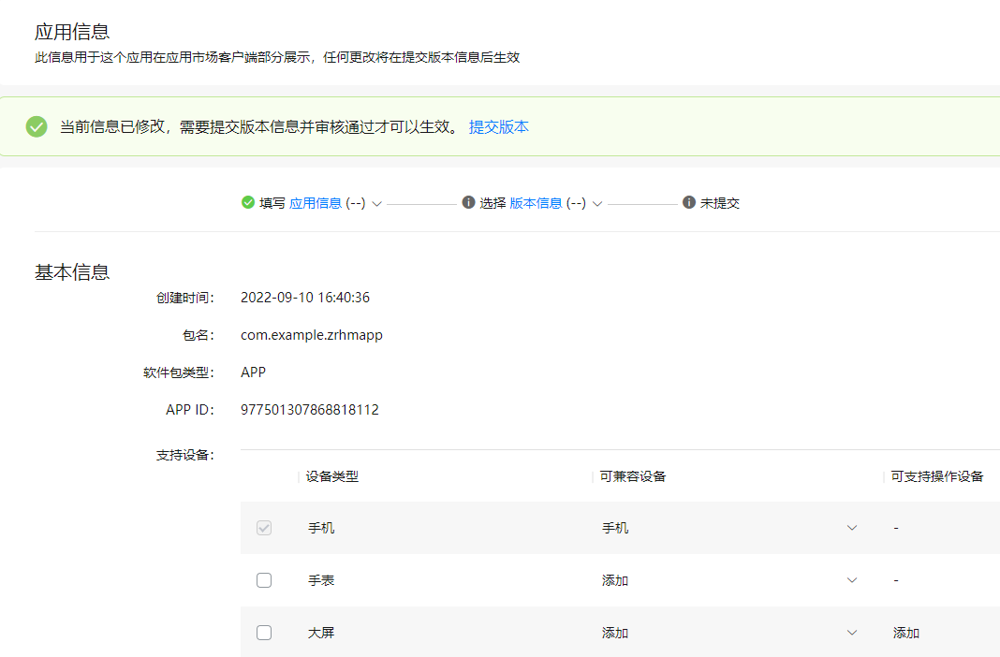 应用信息
此信息用于这个应用在应用市场客户端部分展示，任何更改将在提交版本信息后生效
当前信息已修改，需要提交版本信息并审核通过才可以生效。 提交版本
填写 应用信息 (--) 选择 版本信息 (--) 未提交
基本信息
创建时间： 2022-09-10 16:40:36
包名： com.example.zrhmapp
软件包类型： APP
APP ID： 977501307868818112
支持设备：
设备类型 可兼容设备 可支持操作设备
手机 手机 -
手表 添加 -
大屏 添加 添加